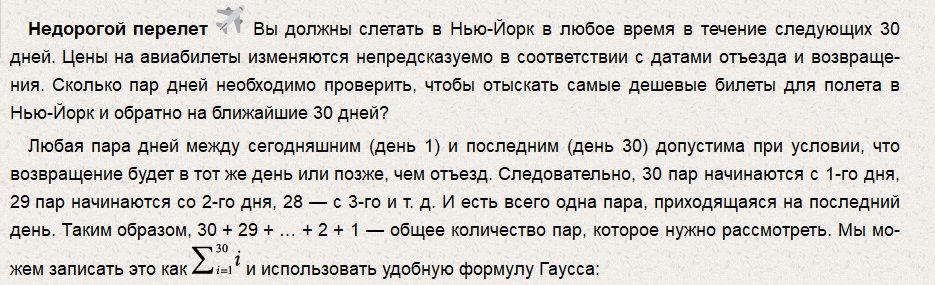 Недорогой перелет Вы должны слетать в Нью-Йорк в любое время в течение следующих 30
дней. Цены на авиабилеты изменяются непредсказуемо в соответствии с датами отъезда и возвраще-
ния. Сколько пар дней необходимо проверить, чтобы отыскать самые дешевые билеты для полета в
Нью-Йорк и обратно на ближайшие 30 дней?
Любая пара дней между сегодняшним (день 1) и последним (день 30) допустима при условии, что
возвращение будет в тот же день или позже, чем отъезд. Следовательно, 30 пар начинаются с 1-го дня,
29 пар начинаются со 2-го дня, 28 — с 3-го и т. д. И есть всего одна пара, приходящаяся на последний
день. Таким образом, 30 + 29 + … + 2 + 1 — общее количество пар, которое нужно рассмотреть. Мы мо-
жем записать это как ∑_{i=1}^{30} i и использовать удобную формулу Гаусса: